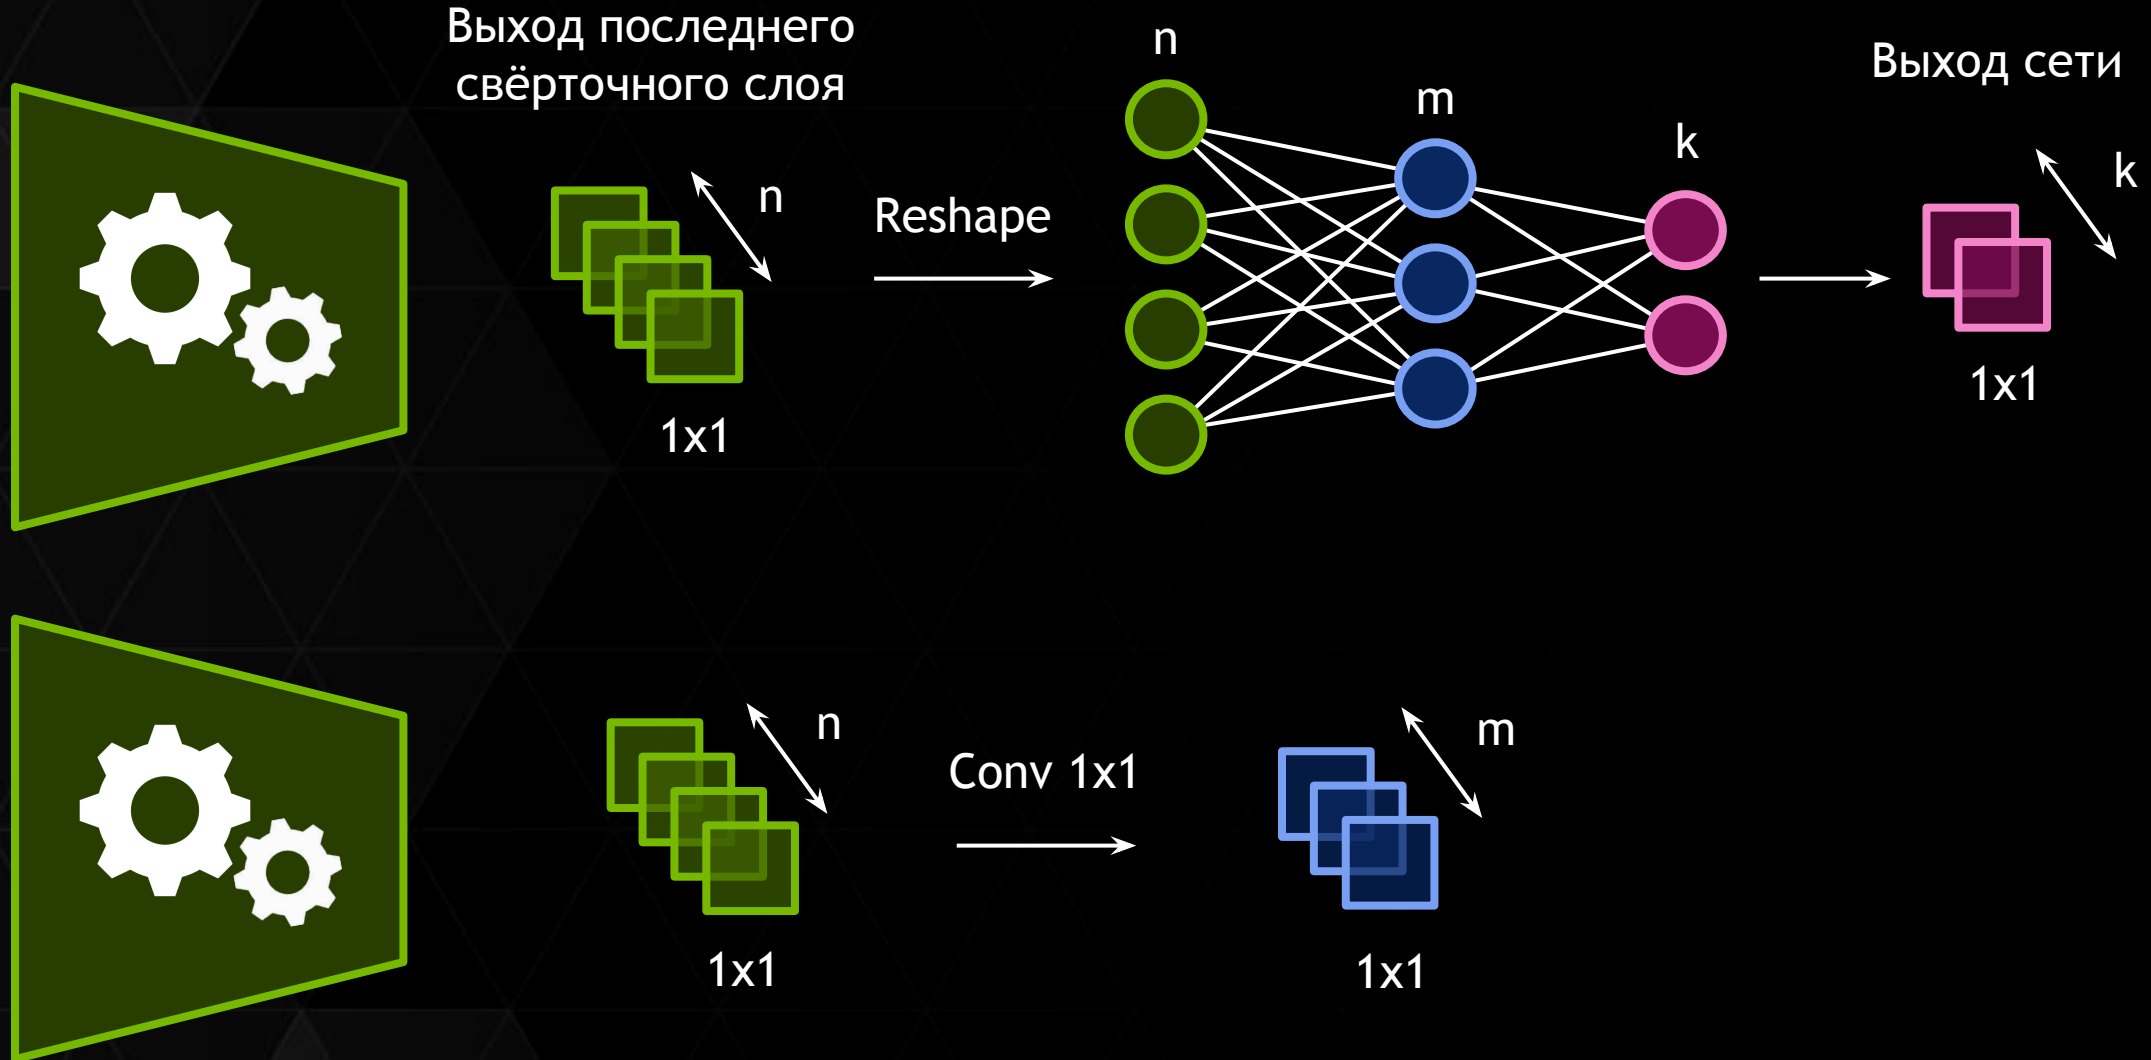 Выход последнего
свёрточного слоя
n
1x1
Reshape
n
m
k
Выход сети
k
1x1
n
1x1
Conv 1x1
m
1x1